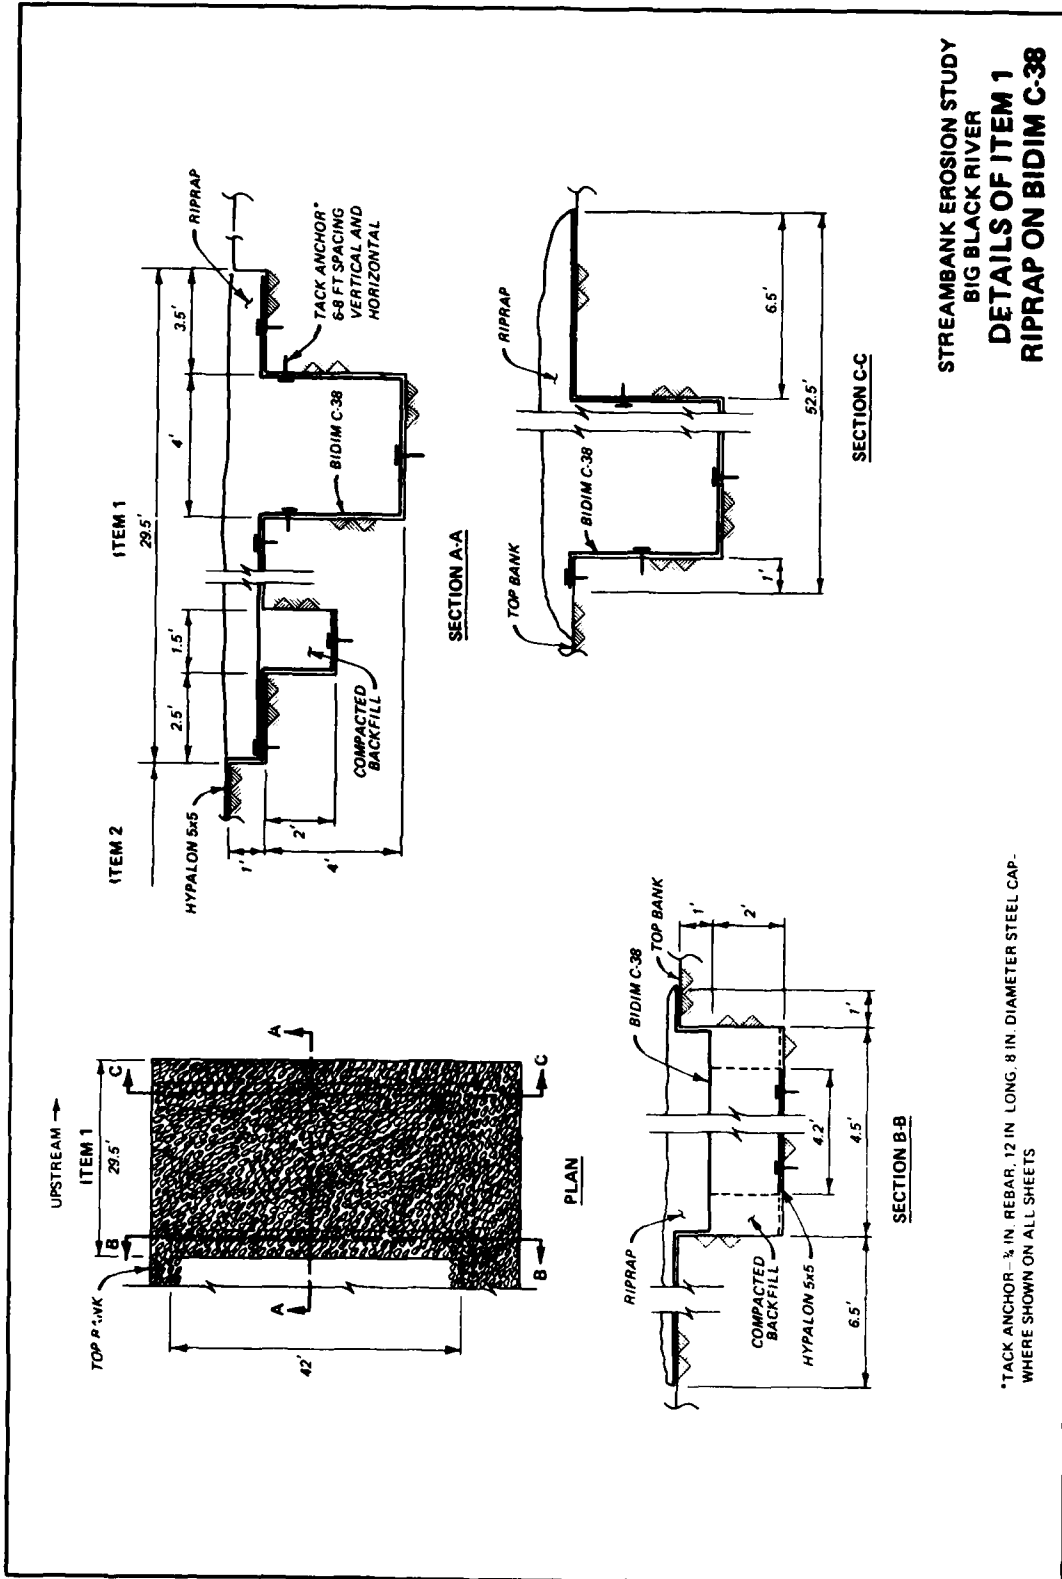 UPSTREAM
ITEM 1
29.5'
TOP BANK
B
C
A
A
B
C
42'
PLAN
ITEM 2
ITEM 1
29.5'
2.5'
1.5'
4'
3.5'
RIPRAP
HYPALON 5x5
TACK ANCHOR*
6-8 FT SPACING
VERTICAL AND
HORIZONTAL
1'
2'
4'
COMPACTED
BACKFILL
BIDIM C-38
SECTION A-A
RIPRAP
BIDIM C-38
TOP BANK
1'
2'
COMPACTED
BACKFILL
HYPALON 5x5
4.2'
6.5'
4.5'
1'
SECTION B-B
TOP BANK
BIDIM C-38
RIPRAP
1'
6.5'
52.5'
SECTION C-C
*TACK ANCHOR-¾ IN. REBAR, 12 IN LONG, 8 IN. DIAMETER STEEL CAP-
WHERE SHOWN ON ALL SHEETS
STREAMBANK EROSION STUDY
BIG BLACK RIVER
DETAILS OF ITEM 1
RIPRAP ON BIDIM C-38